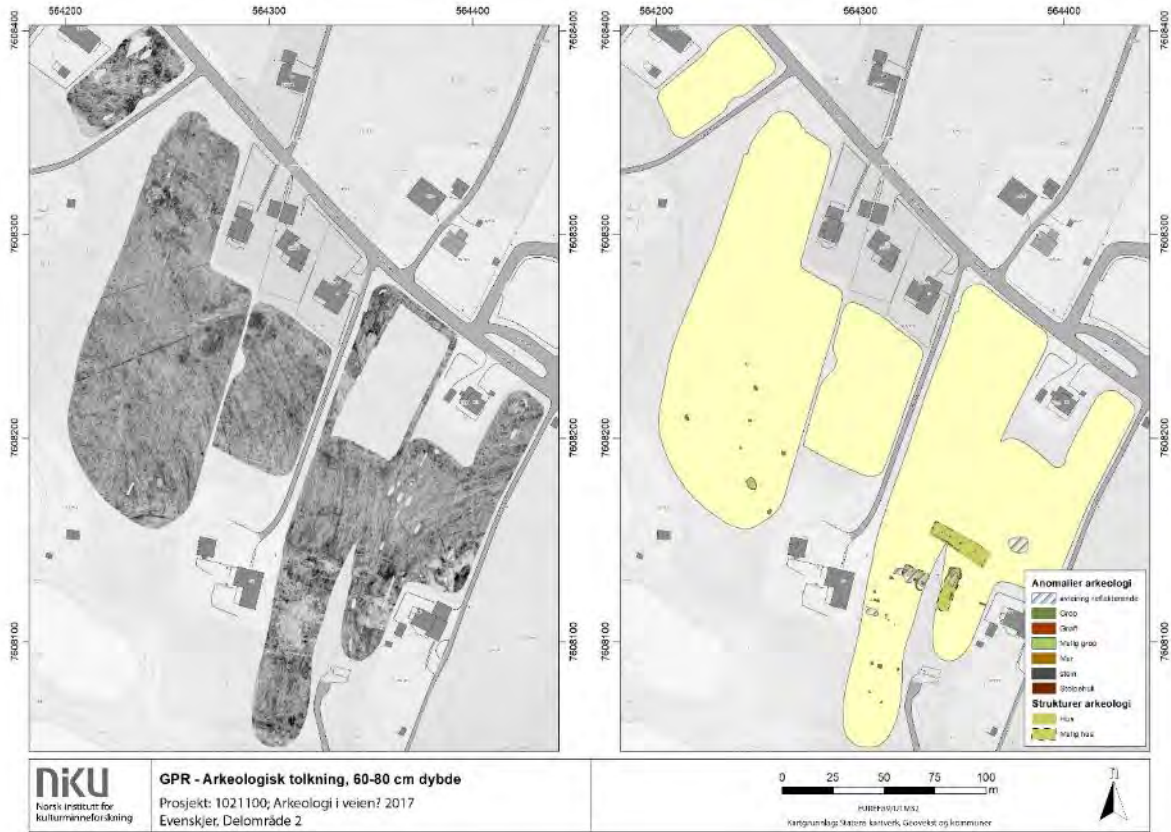 564200 564300 564400
564200 564300 564400
7608400
7608300
7608200
7608100
7608400
7608300
7608200
7608100
Anomalier arkeologi
avleiring reflekterende
Grop
Grøft
Mulig grop
Mur
stein
Stolpehull
Strukturer arkeologi
Hus
Mulig hus
NIKU
Norsk institutt for
kulturminneforskning
GPR - Arkeologisk tolkning, 60-80 cm dybde
Prosjekt: 1021100; Arkeologi i veien? 2017
Evenskjer, Delområde 2
0 25 50 75 100
m
Kartgrunnlag: Statens kartverk, Geovekst og kommuner